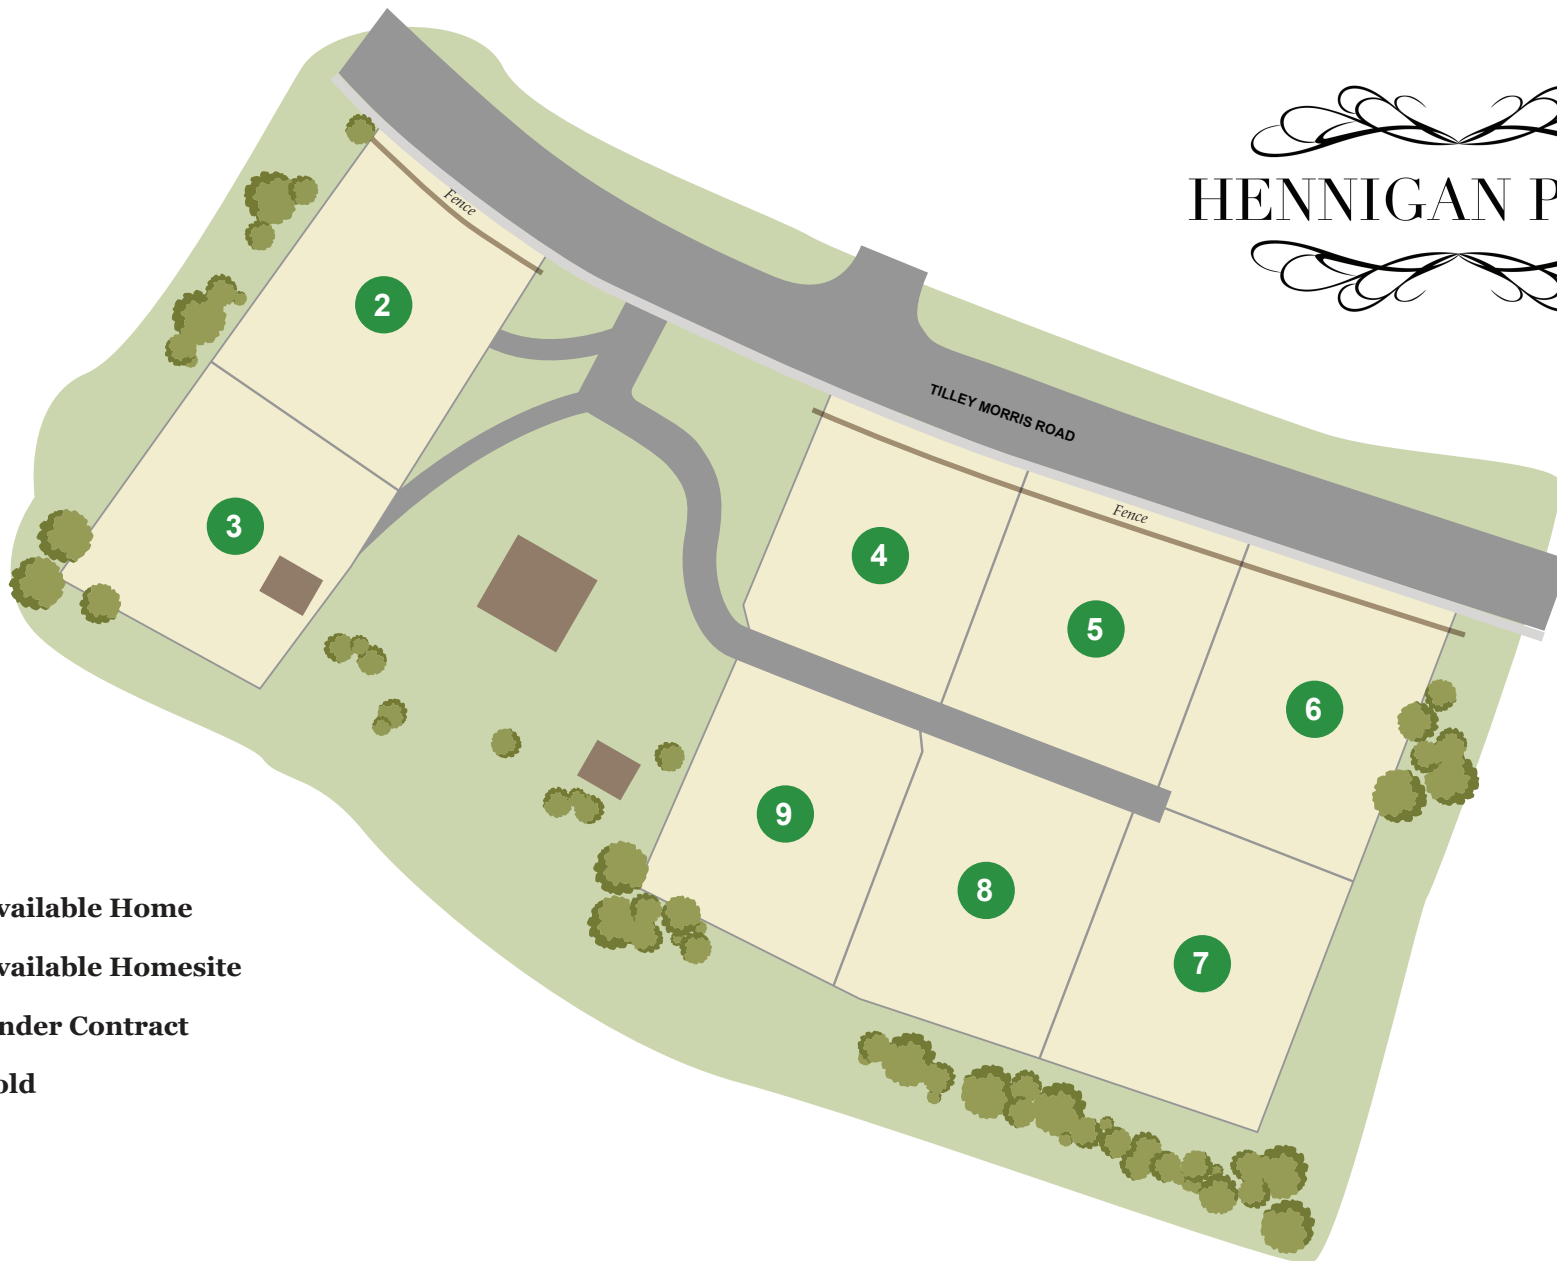 HENNIGAN P
Fence
2
TILLEY MORRIS ROAD
Fence
3
4
5
6
9
8
7
vailable Home
vailable Homesite
nder Contract
old